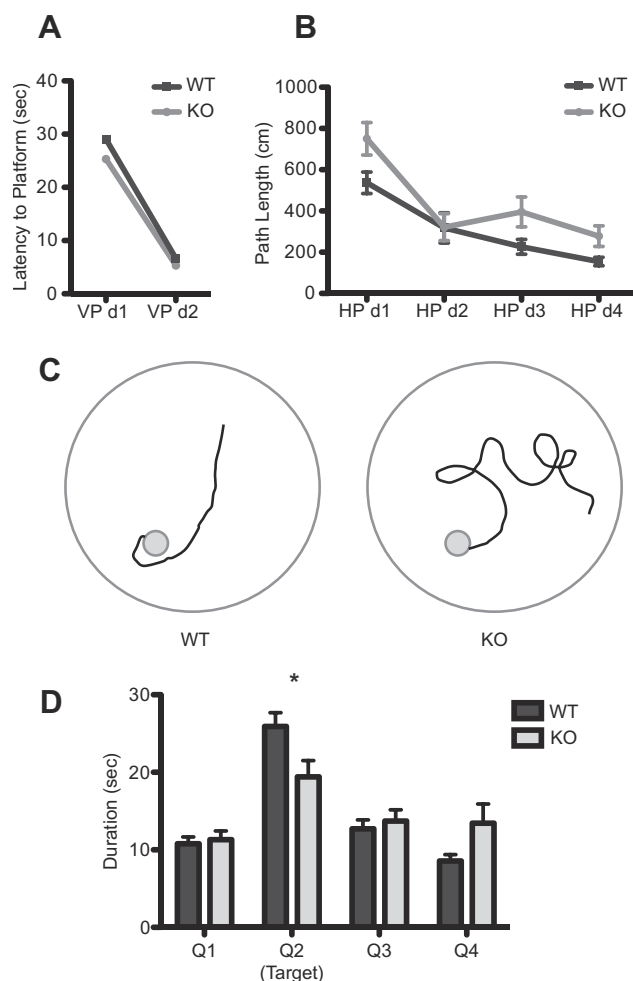 A
Latency to Platform (sec)
40
30
20
10
0
VP d1 VP d2
WT
KO
B
Path Length (cm)
1000
800
600
400
200
0
HP d1 HP d2 HP d3 HP d4
WT
KO
C
WT KO
D
Duration (sec)
30
20
10
0
*
WT
KO
Q1 Q2 Q3 Q4
(Target)